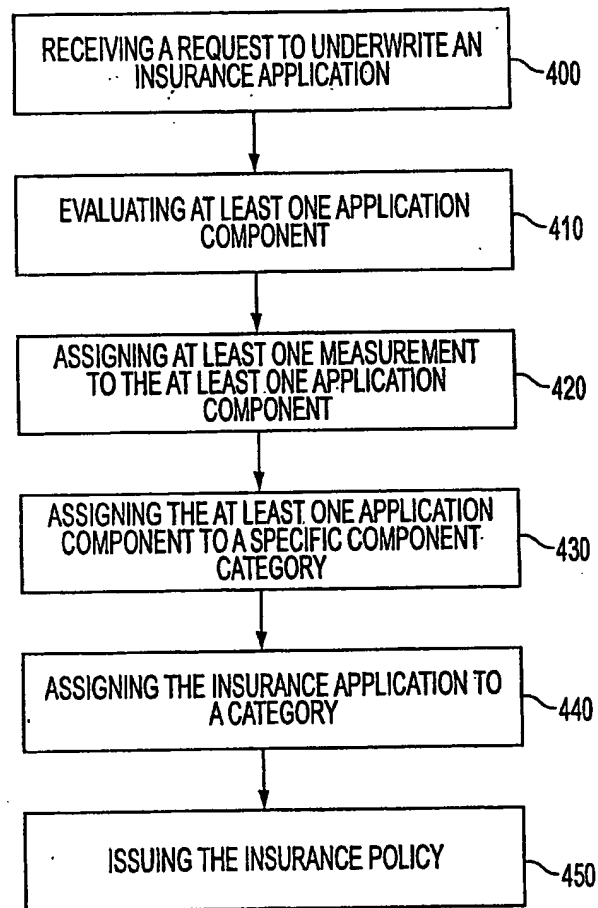 RECEIVING A REQUEST TO UNDERWRITE AN
INSURANCE APPLICATION
400
EVALUATING AT LEAST ONE APPLICATION
COMPONENT
410
ASSIGNING AT LEAST ONE MEASUREMENT
TO THE AT LEAST ONE APPLICATION
COMPONENT
420
ASSIGNING THE AT LEAST ONE APPLICATION
COMPONENT TO A SPECIFIC COMPONENT
CATEGORY
430
ASSIGNING THE INSURANCE APPLICATION TO
A CATEGORY
440
ISSUING THE INSURANCE POLICY
450